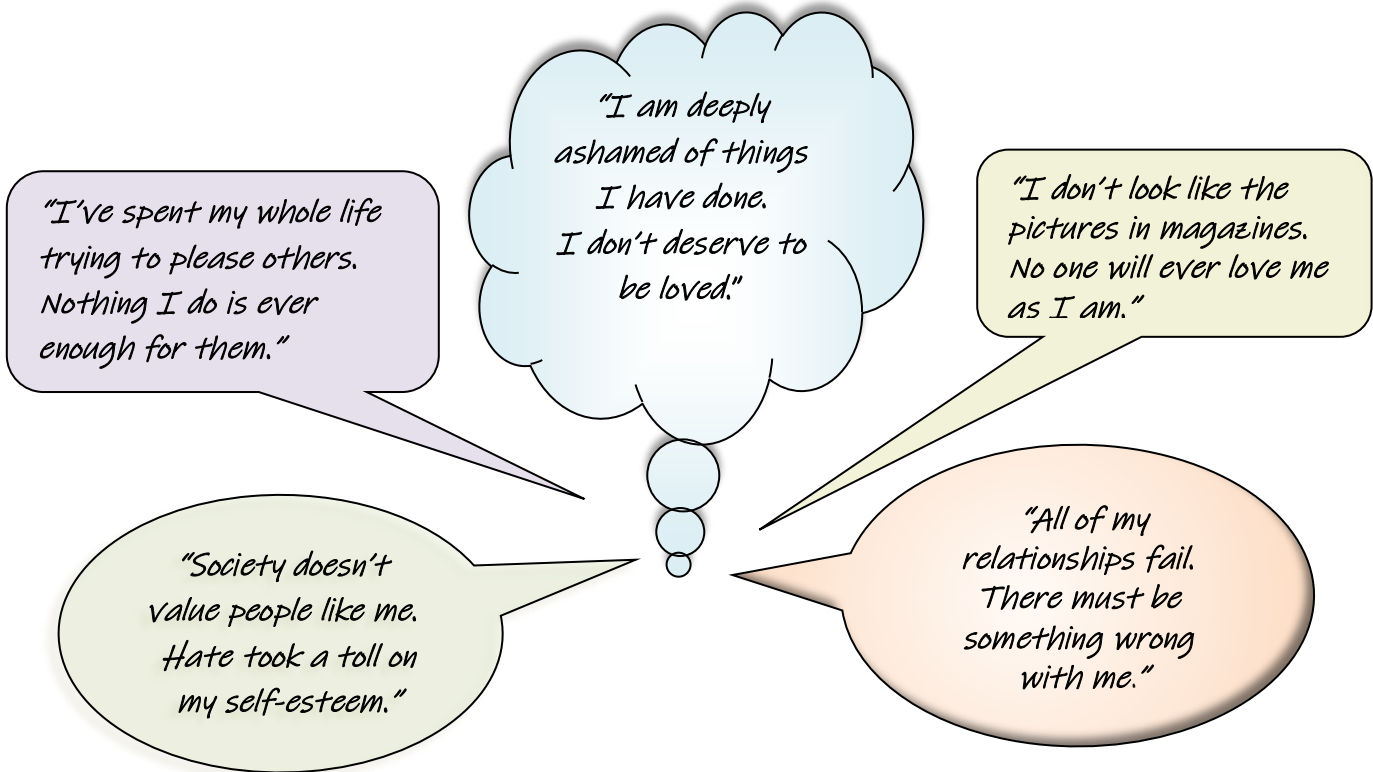 “I am deeply
ashamed of things
I have done.
I don’t deserve to
be loved.”
“I’ve spent my whole life
trying to please others.
Nothing I do is ever
enough for them.”
“I don’t look like the
pictures in magazines.
No one will ever love me
as I am.”
“Society doesn’t
value people like me.
Hate took a toll on
my self-esteem.”
“All of my
relationships fail.
There must be
something wrong
with me.”